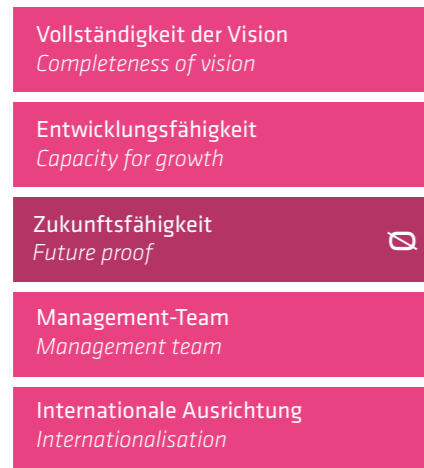 Vollständigkeit der Vision
Completeness of vision
Entwicklungsfähigkeit
Capacity for growth
Zukunftsfähigkeit
Future proof
Management-Team
Management team
Internationale Ausrichtung
Internationalisation